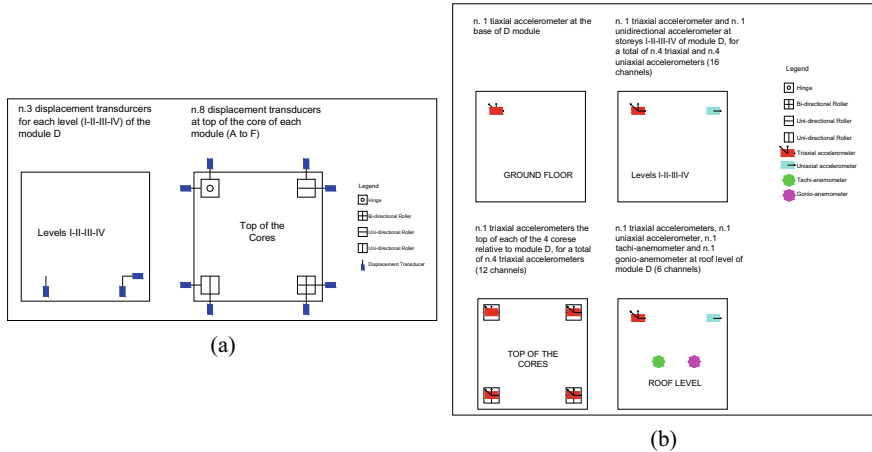 n.3 displacement transdurcers
for each level (I-II-III-IV) of the
module D
n.8 displacement transducers
at top of the core of each
module (A to F)
Levels I-II-III-IV
Top of the
Cores
Legend
Hinge
Bi-directional Roller
Uni-directional Roller
Uni-directional Roller
Displacement Transducer
(a)
n. 1 tiaxial accelerometer at the
base of D module
n. 1 triaxial accelerometer and n. 1
unidirectional accelerometer at
storeys I-II-III-IV of module D, for
a total of n.4 triaxial and n.4
uniaxial accelerometers (16
channels)
GROUND FLOOR
Levels I-II-III-IV
Legend
Hinge
Bi-directional Roller
Uni-directional Roller
Uni-directional Roller
Triaxial accelerometer
Uniaxial accelerometer
Tachi-anemometer
Gonio-anemometer
n.1 triaxial accelerometers the
top of each of the 4 corese
relative to module D, for a total
of n.4 triaxial accelerometers
(12 channels)
n.1 triaxial accelerometers, n.1
uniaxial accelerometer, n.1
tachi-anemometer and n.1
gonio-anemometer at roof level of
module D (6 channels)
TOP OF THE
CORES
ROOF LEVEL
(b)